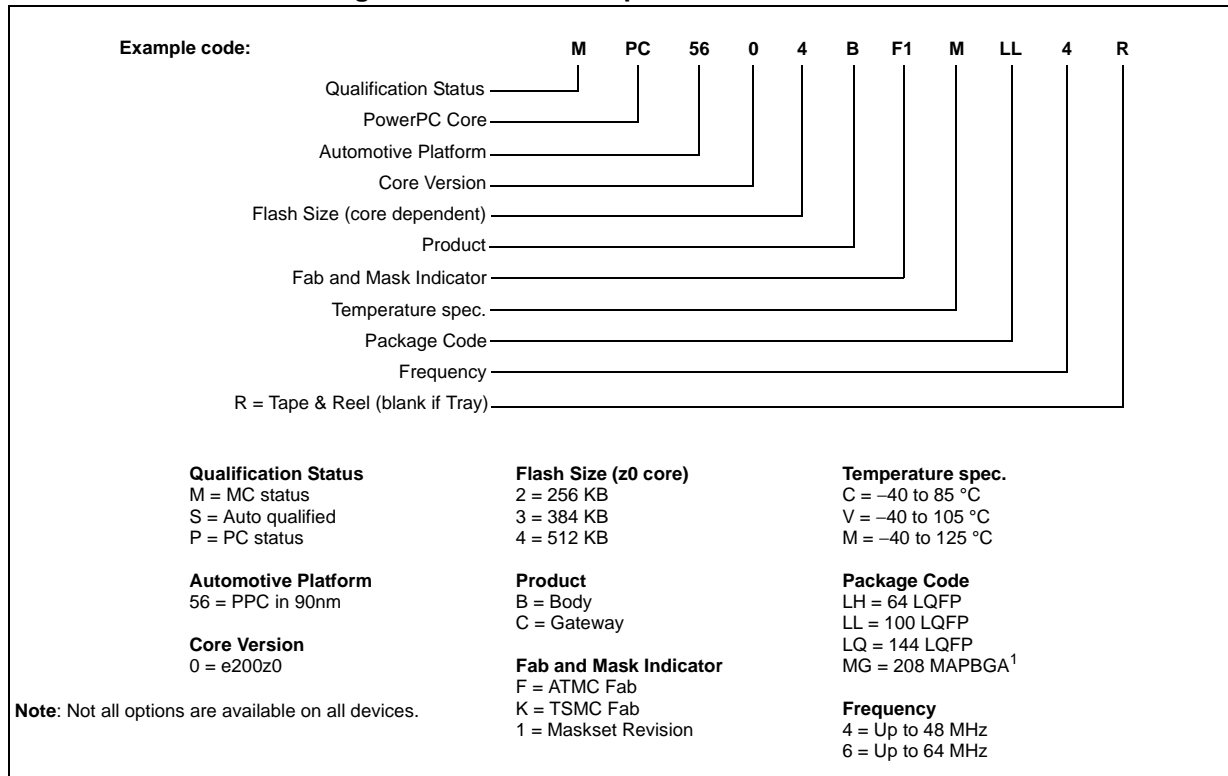 Example code: M PC 56 0 4 B F1 M LL 4 R
Qualification Status
PowerPC Core
Automotive Platform
Core Version
Flash Size (core dependent)
Product
Fab and Mask Indicator
Temperature spec.
Package Code
Frequency
R = Tape & Reel (blank if Tray)
Qualification Status
M = MC status
S = Auto qualified
P = PC status
Automotive Platform
56 = PPC in 90nm
Core Version
0 = e200z0
Note: Not all options are available on all devices.
Flash Size (z0 core)
2 = 256 KB
3 = 384 KB
4 = 512 KB
Product
B = Body
C = Gateway
Fab and Mask Indicator
F = ATMC Fab
K = TSMC Fab
1 = Maskset Revision
Temperature spec.
C = –40 to 85 °C
V = –40 to 105 °C
M = –40 to 125 °C
Package Code
LH = 64 LQFP
LL = 100 LQFP
LQ = 144 LQFP
MG = 208 MAPBGA1
Frequency
4 = Up to 48 MHz
6 = Up to 64 MHz